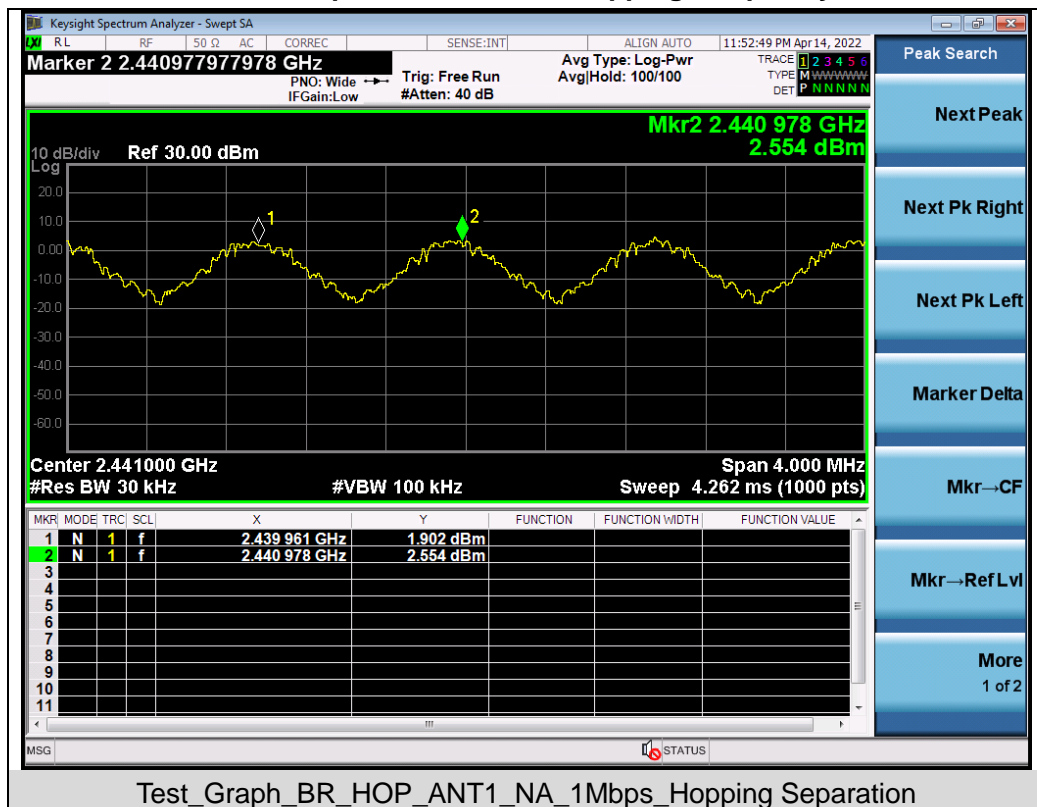 Keysight Spectrum Analyzer - Swept SA
LXI RL RF 50 Ω AC CORREC SENSE:INT ALIGN AUTO 11:52:49 PM Apr 14, 2022
Marker 2 2.440977977978 GHz
PNO: Wide
IFGain:Low
Trig: Free Run
#Atten: 40 dB
Avg Type: Log-Pwr
Avg|Hold: 100/100
TRACE 1 2 3 4 5 6
TYPE M WWWWW
DET P N N N N N
Mkr2 2.440 978 GHz
2.554 dBm
10 dB/div Ref 30.00 dBm
Log
20.0
10.0
0.00
-10.0
-20.0
-30.0
-40.0
-50.0
-60.0
1
2
Center 2.441000 GHz Span 4.000 MHz
#Res BW 30 kHz #VBW 100 kHz Sweep 4.262 ms (1000 pts)
MKR MODE TRC SCL X Y FUNCTION FUNCTION WIDTH FUNCTION VALUE
1 N 1 f 2.439 961 GHz 1.902 dBm
2 N 1 f 2.440 978 GHz 2.554 dBm
3
4
5
6
7
8
9
10
11
MSG STATUS
Peak Search
Next Peak
Next Pk Right
Next Pk Left
Marker Delta
Mkr→CF
Mkr→Ref Lvl
More
1 of 2
Test_Graph_BR_HOP_ANT1_NA_1Mbps_Hopping Separation